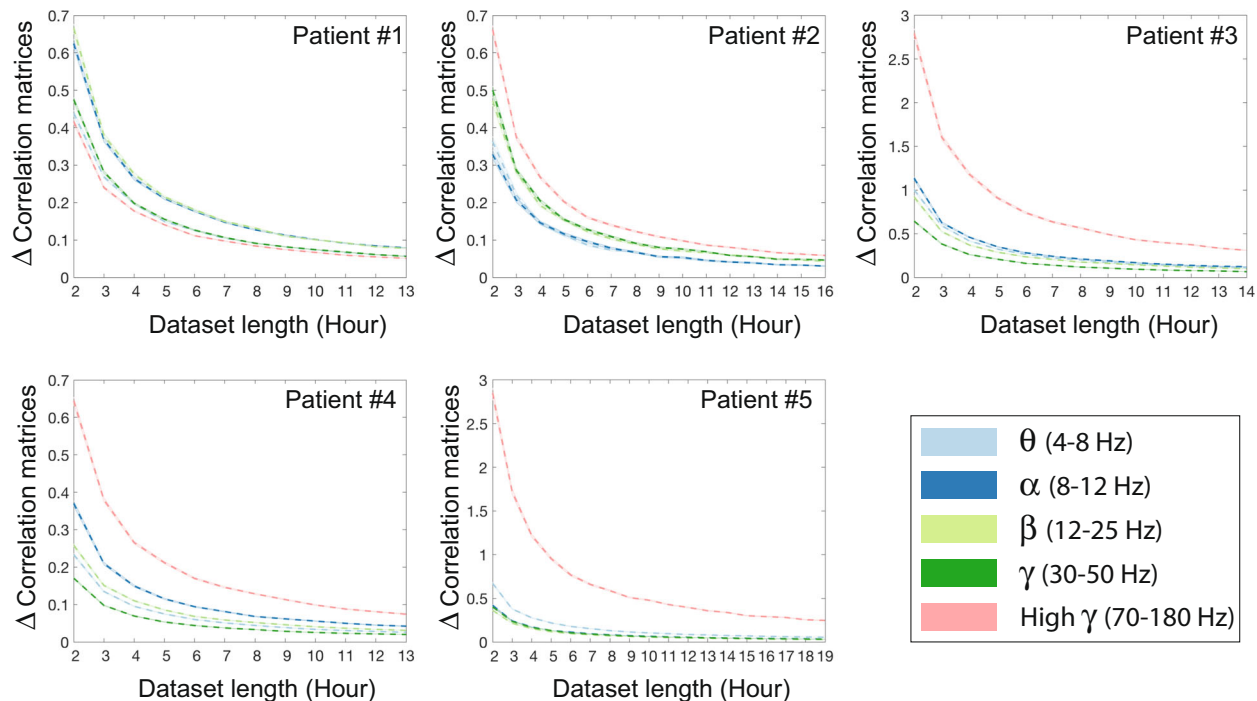 Patient #1
Δ Correlation matrices
0.7
0.6
0.5
0.4
0.3
0.2
0.1
0
2 3 4 5 6 7 8 9 10 11 12 13
Dataset length (Hour)
Patient #2
Δ Correlation matrices
0.7
0.6
0.5
0.4
0.3
0.2
0.1
0
2 3 4 5 6 7 8 9 10 11 12 13 14 15 16
Dataset length (Hour)
Patient #3
Δ Correlation matrices
3
2.5
2
1.5
1
0.5
0
2 3 4 5 6 7 8 9 10 11 12 13 14
Dataset length (Hour)
Patient #4
Δ Correlation matrices
0.7
0.6
0.5
0.4
0.3
0.2
0.1
0
2 3 4 5 6 7 8 9 10 11 12 13
Dataset length (Hour)
Patient #5
Δ Correlation matrices
3
2.5
2
1.5
1
0.5
0
2 3 4 5 6 7 8 9 10 11 12 13 14 15 16 17 18 19
Dataset length (Hour)
θ (4-8 Hz)
α (8-12 Hz)
β (12-25 Hz)
γ (30-50 Hz)
High γ (70-180 Hz)